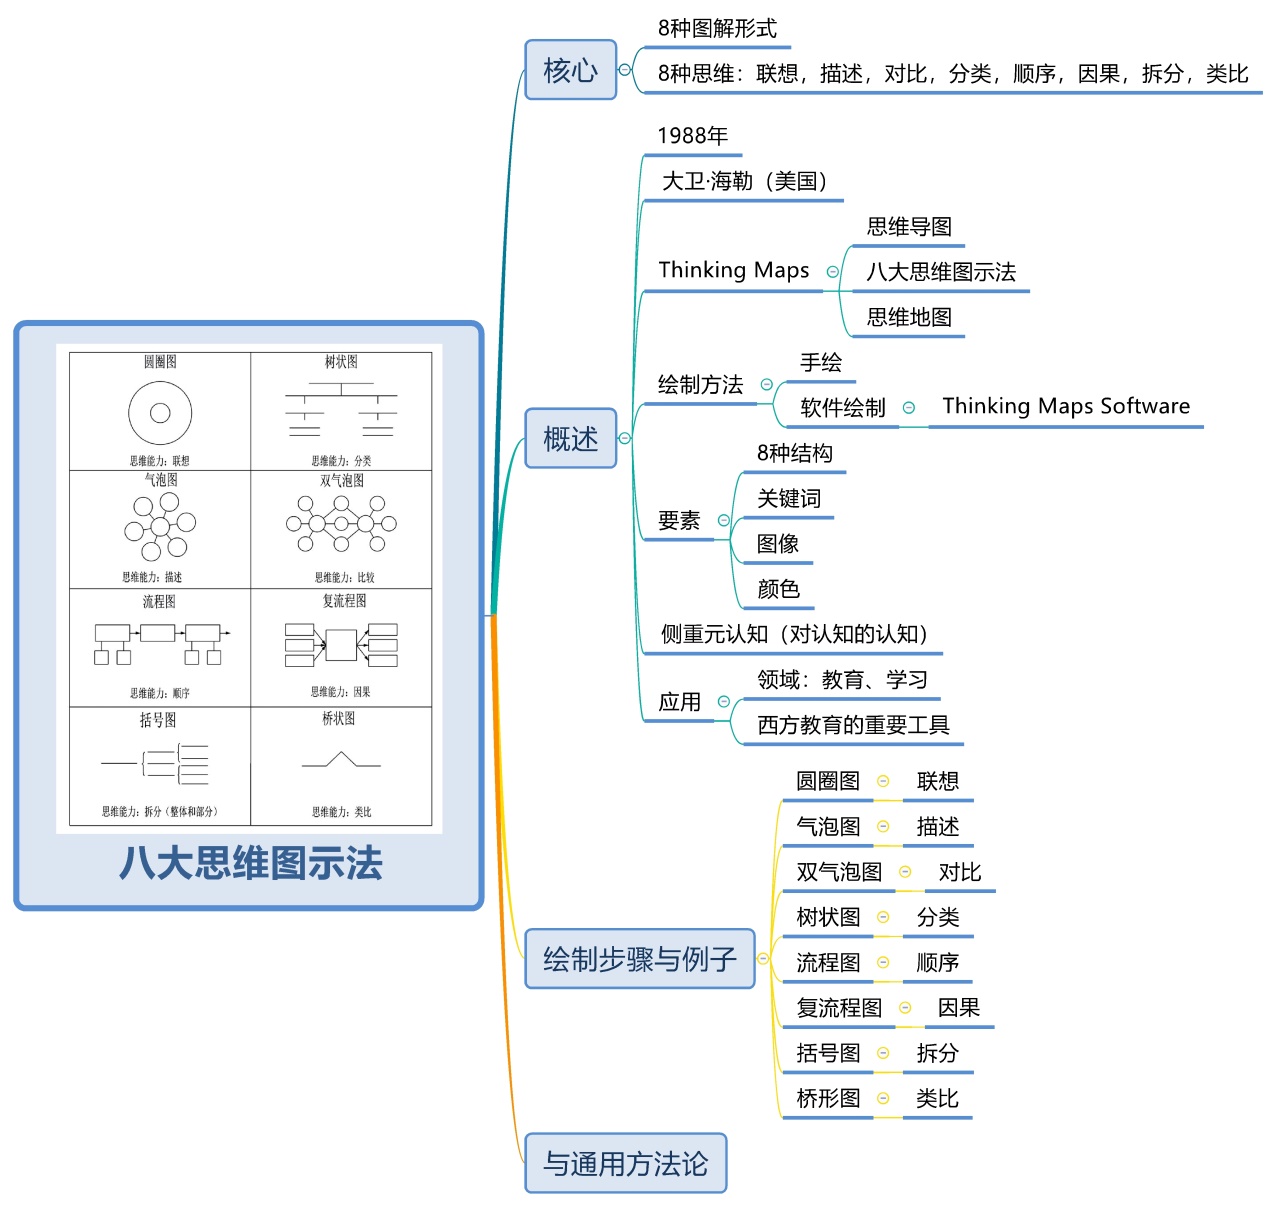 圆圈图
思维能力：联想
树状图
思维能力：分类
气泡图
思维能力：描述
双气泡图
思维能力：比较
流程图
思维能力：顺序
复流程图
思维能力：因果
括号图
思维能力：拆分（整体和部分）
桥状图
思维能力：类比
八大思维图示法
核心
8种图解形式
8种思维：联想，描述，对比，分类，顺序，因果，拆分，类比
概述
1988年
大卫·海勒（美国）
Thinking Maps
思维导图
八大思维图示法
思维地图
绘制方法
手绘
软件绘制
Thinking Maps Software
要素
8种结构
关键词
图像
颜色
侧重元认知（对认知的认知）
应用
领域：教育、学习
西方教育的重要工具
绘制步骤与例子
圆圈图
联想
气泡图
描述
双气泡图
对比
树状图
分类
流程图
顺序
复流程图
因果
括号图
拆分
桥形图
类比
与通用方法论